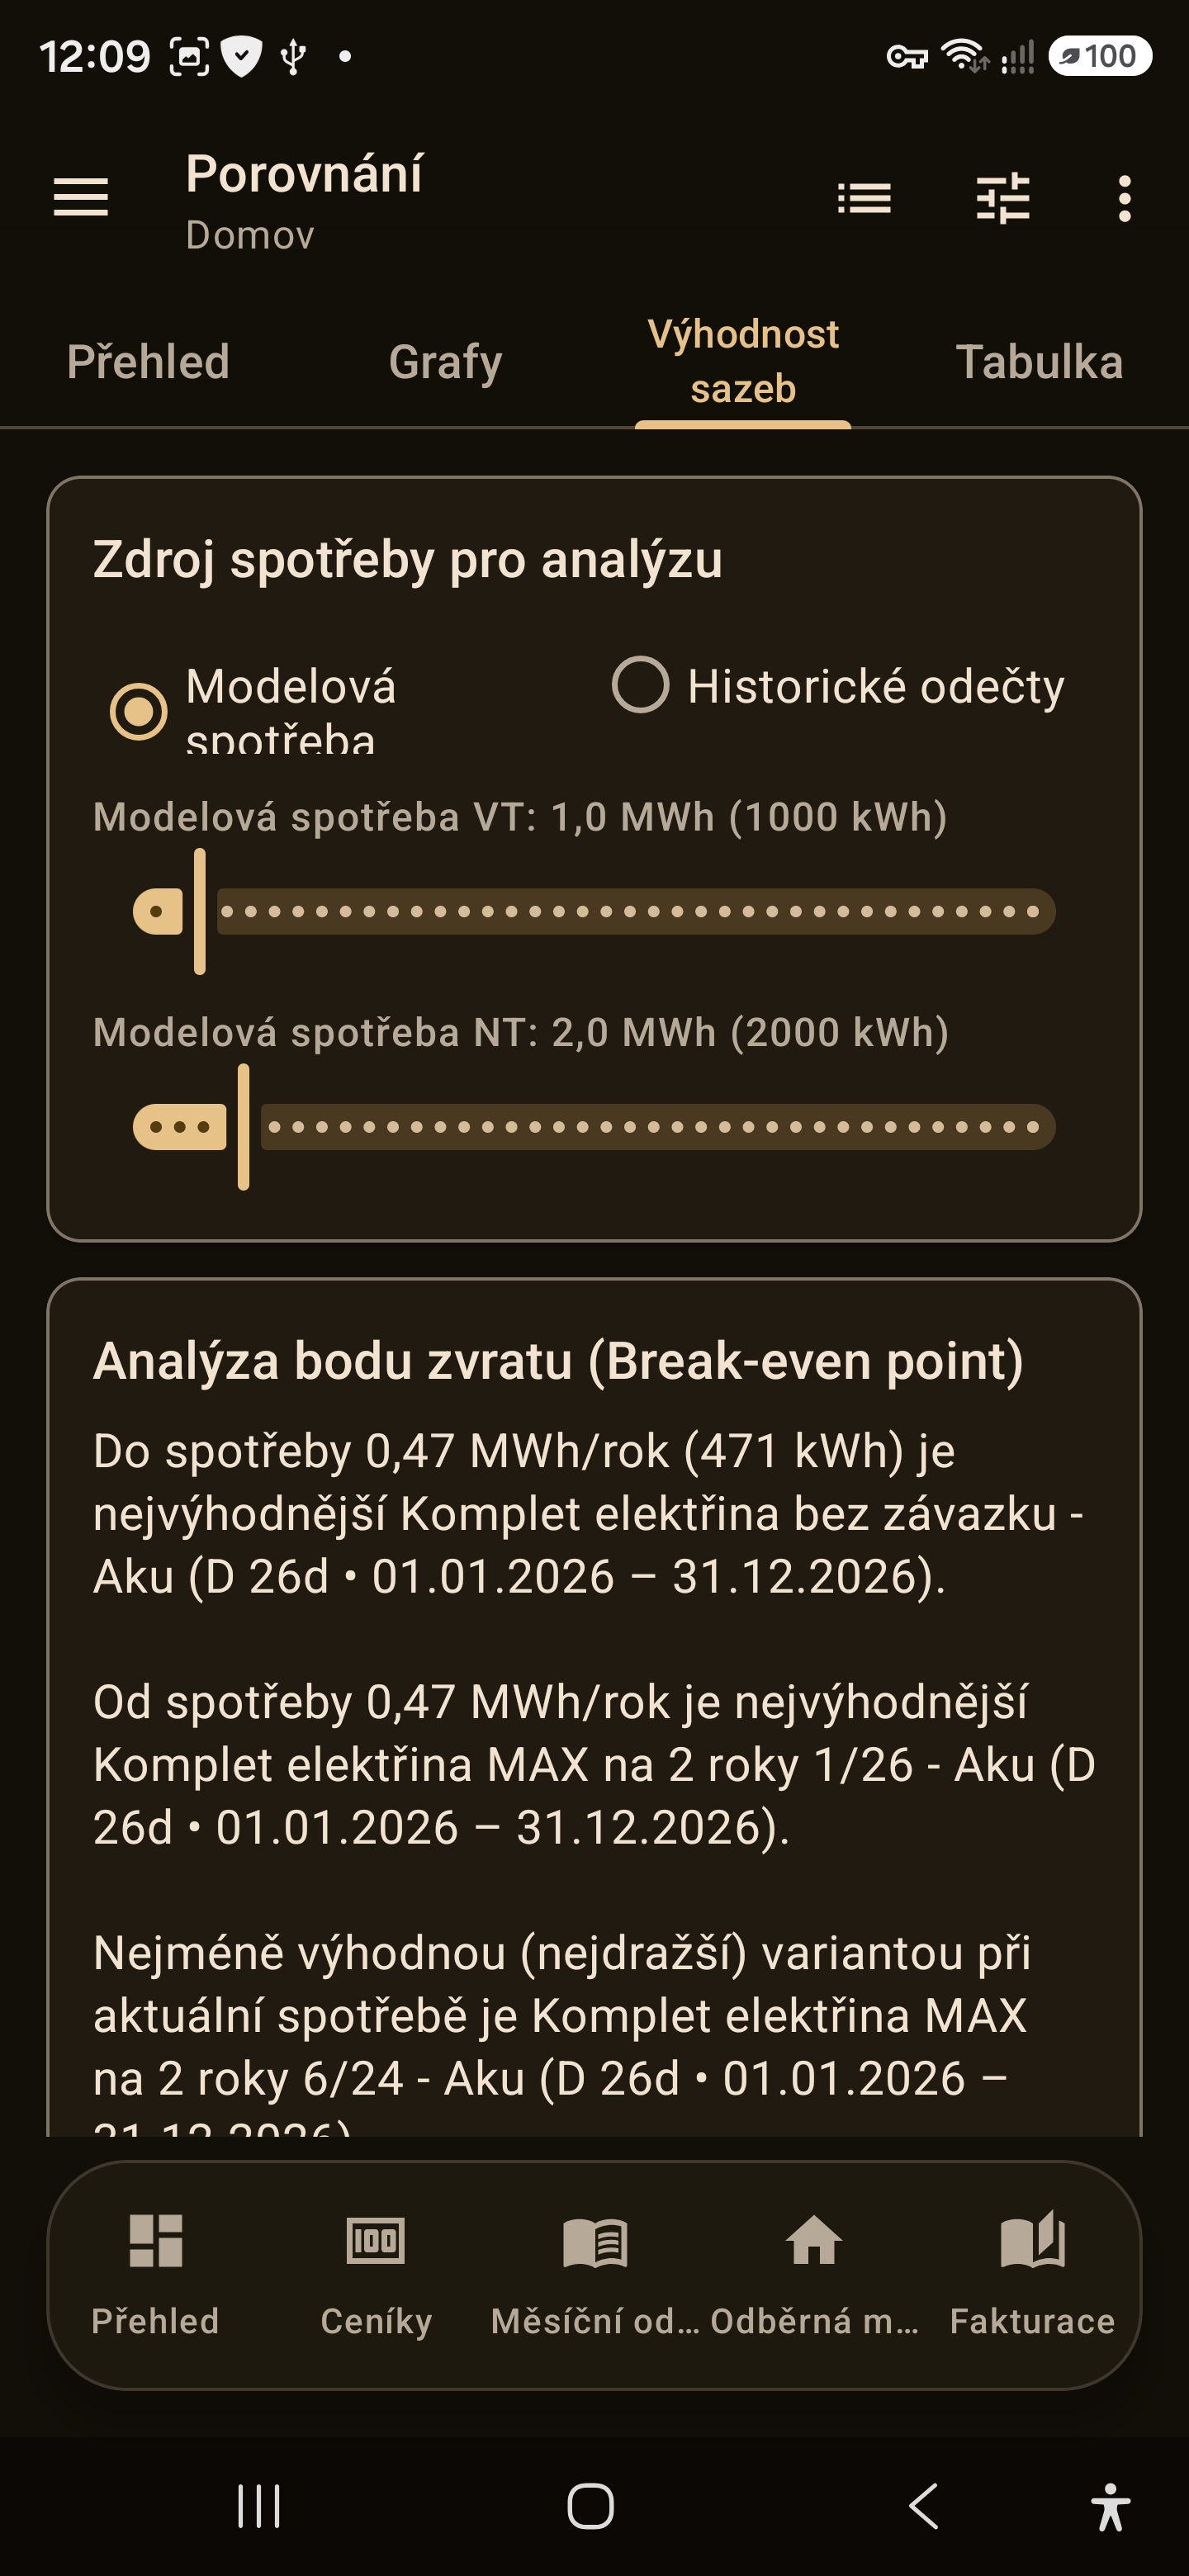 12:09
100
Porovnání
Domov
Přehled
Grafy
Výhodnost
sazeb
Tabulka
Zdroj spotřeby pro analýzu
Modelová
spotřeba
Historické odečty
Modelová spotřeba VT: 1,0 MWh (1000 kWh)
Modelová spotřeba NT: 2,0 MWh (2000 kWh)
Analýza bodu zvratu (Break-even point)
Do spotřeby 0,47 MWh/rok (471 kWh) je
nejvýhodnější Komplet elektřina bez závazku -
Aku (D 26d • 01.01.2026 – 31.12.2026).
Od spotřeby 0,47 MWh/rok je nejvýhodnější
Komplet elektřina MAX na 2 roky 1/26 - Aku (D
26d • 01.01.2026 – 31.12.2026).
Nejméně výhodnou (nejdražší) variantou při
aktuální spotřebě je Komplet elektřina MAX
na 2 roky 6/24 - Aku (D 26d • 01.01.2026 –
31.12.2026)
Přehled
100
Ceníky
Měsíční od…
Odběrná m…
Fakturace